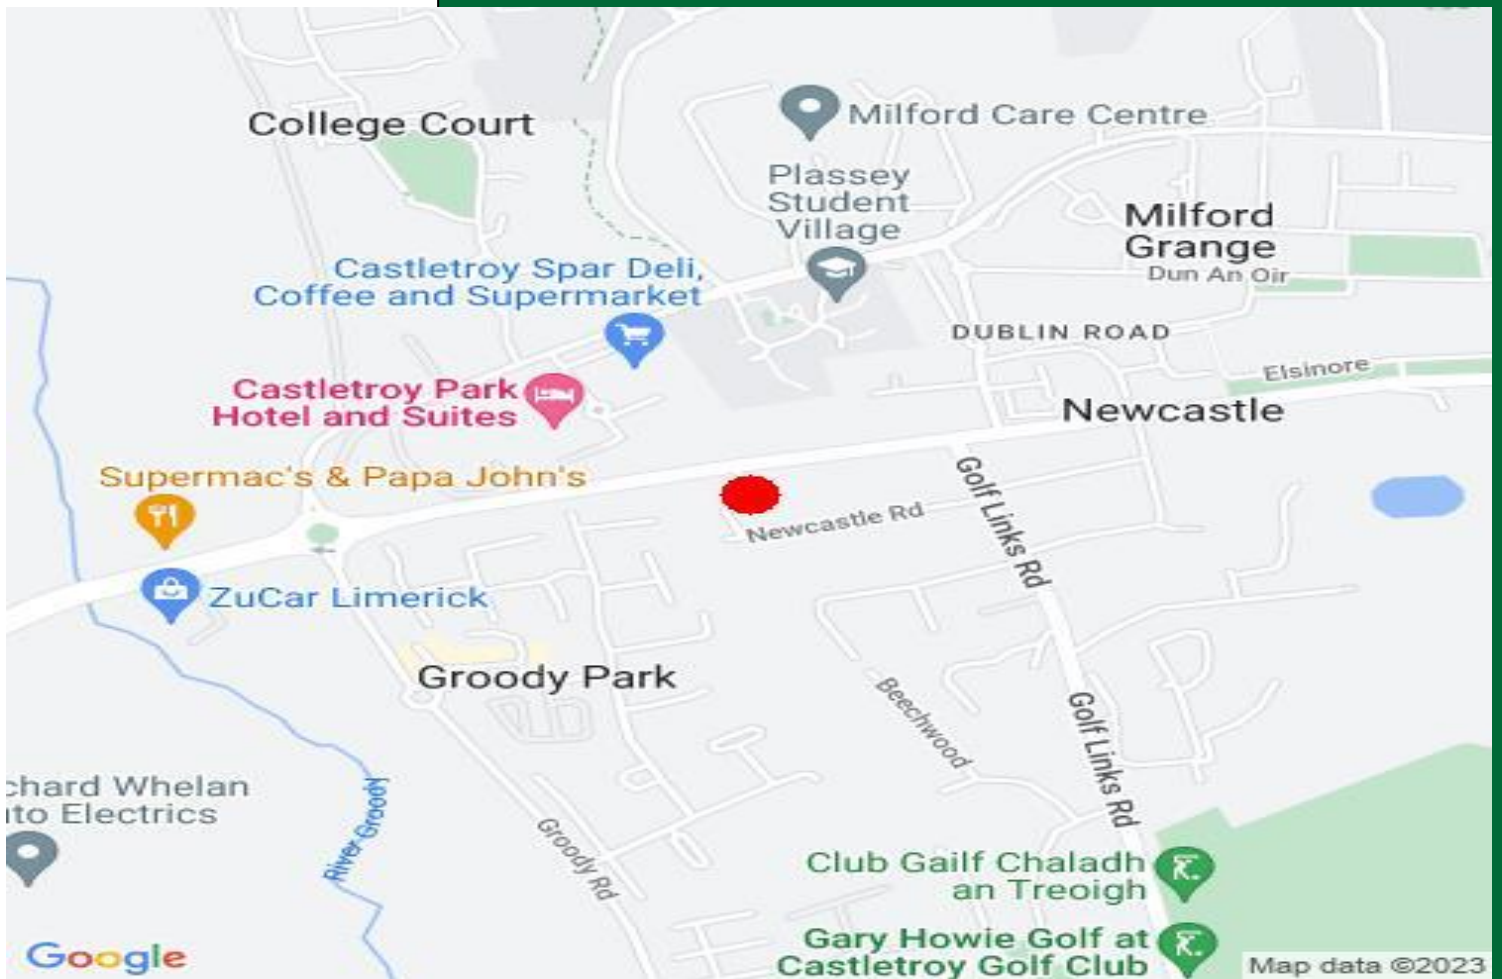 College Court
Milford Care Centre
Plassey
Student
Village
Milford
Grange
Dun An Oir
Castletroy Spar Deli,
Coffee and Supermarket
DUBLIN ROAD
Elsinore
Castletroy Park
Hotel and Suites
Newcastle
Supermac's & Papa John's
Golf Links Rd
Newcastle Rd
ZuCar Limerick
Groody Park
Beechwood
Golf Links Rd
chard Whelan
to Electrics
River Groody
Groody Rd
Club Gailf Chaladh
an Treoigh
Gary Howie Golf at
Castletroy Golf Club
Google
Map data ©2023